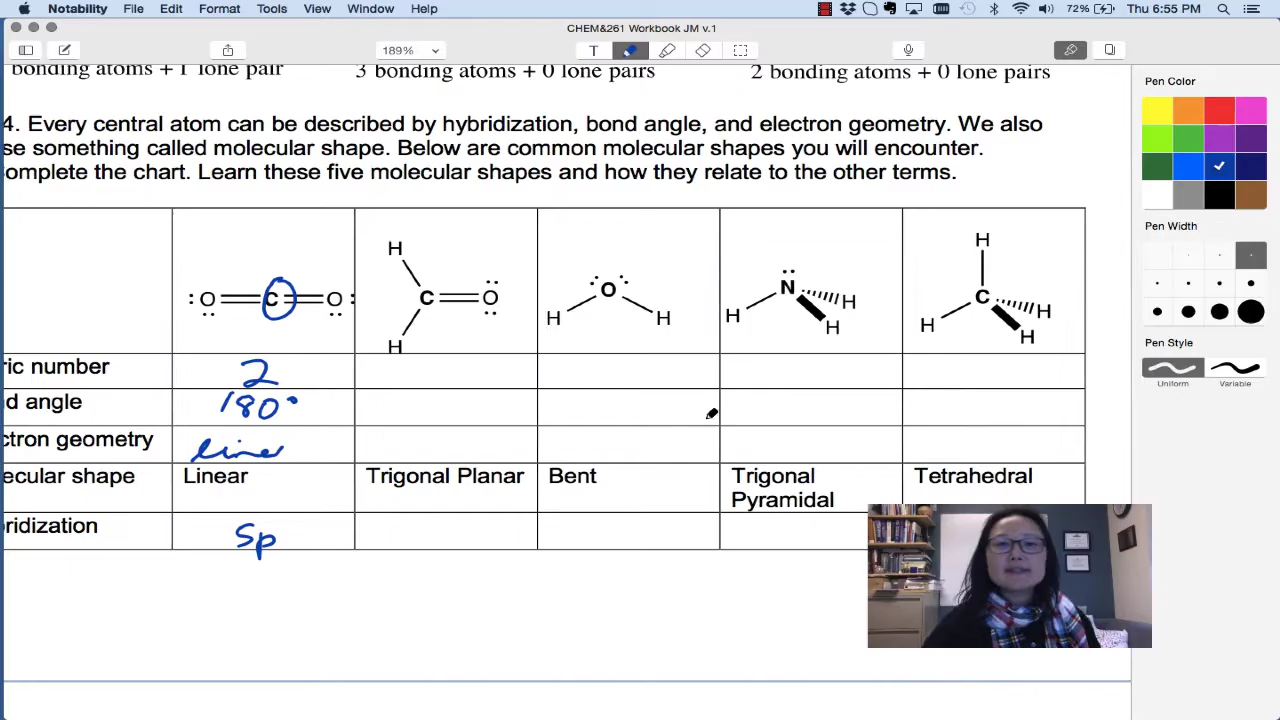 Notability File Edit Format Tools View Window Help 72% Thu 6:55 PM
CHEM&261 Workbook JM v.1
189% T
bonding atoms + 1 lone pair 3 bonding atoms + 0 lone pairs 2 bonding atoms + 0 lone pairs
Pen Color
4. Every central atom can be described by hybridization, bond angle, and electron geometry. We also
se something called molecular shape. Below are common molecular shapes you will encounter.
omplete the chart. Learn these five molecular shapes and how they relate to the other terms.
O C O
H C O H
O H H
N H H H
H C H H H
ric number 2
d angle 180°
ctron geometry linear
ecular shape Linear Trigonal Planar Bent Trigonal Pyramidal Tetrahedral
ridization sp
Pen Width
Pen Style
Uniform Variable